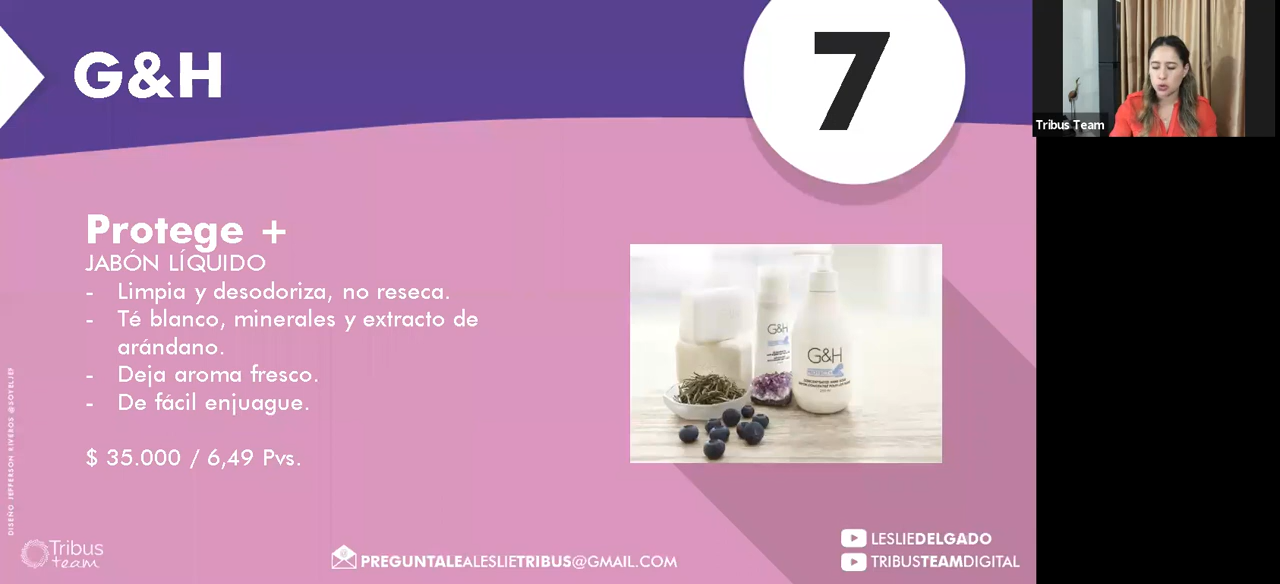 G&H
7
Tribus Team
Protege +
JABÓN LÍQUIDO
- Limpia y desodoriza, no reseca.
- Té blanco, minerales y extracto de
arándano.
- Deja aroma fresco.
- De fácil enjuague.
$ 35.000 / 6,49 Pvs.
G&H
G&H
DISEÑO JEFFERSON RIVEROS @SOYELJEF
Tribus
team
PREGUNTALEALESLIETRIBUS@GMAIL.COM
LESLIEDELGADO
TRIBUSTEAMDIGITAL